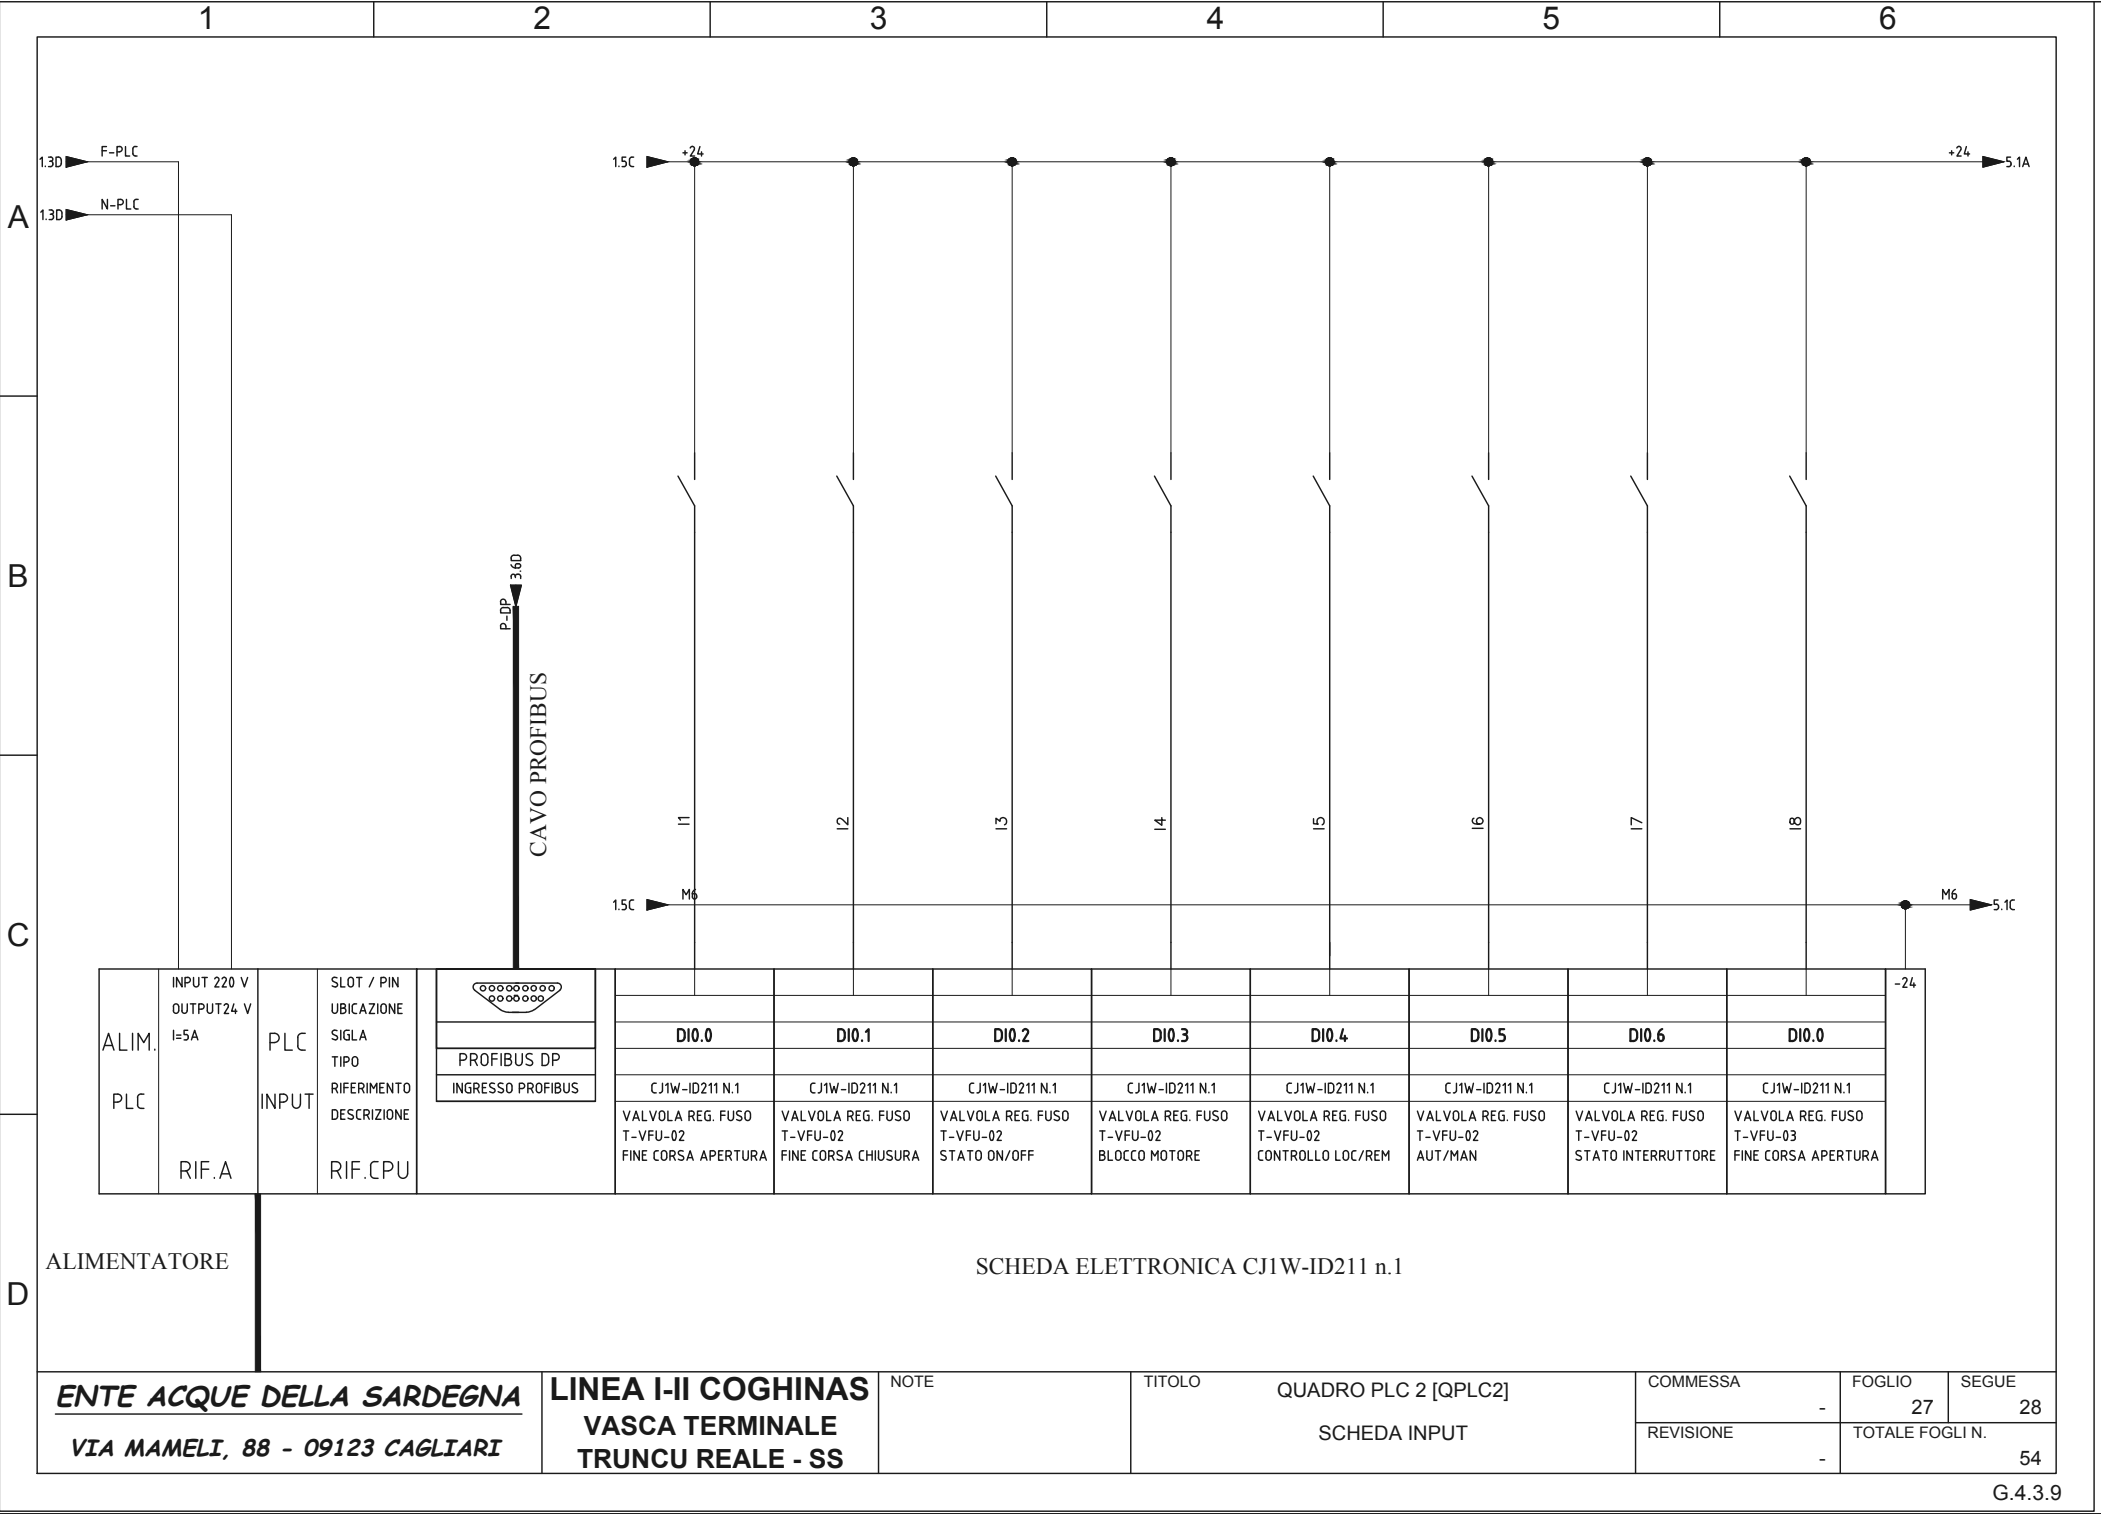 1 2 3 4 5 6
A
B
C
D
1.3D F-PLC
1.3D N-PLC
1.5C +24
+24 5.1A
P-DP 3.6D
CAVO PROFIBUS
I1 I2 I3 I4 I5 I6 I7 I8
1.5C M6
M6 5.1C
ALIM.
PLC
INPUT 220 V
OUTPUT24 V
I=5A
RIF.A
PLC
INPUT
SLOT / PIN
UBICAZIONE
SIGLA
TIPO
RIFERIMENTO
DESCRIZIONE
RIF.CPU
PROFIBUS DP
INGRESSO PROFIBUS
DI0.0
CJ1W-ID211 N.1
VALVOLA REG. FUSO
T-VFU-02
FINE CORSA APERTURA
DI0.1
CJ1W-ID211 N.1
VALVOLA REG. FUSO
T-VFU-02
FINE CORSA CHIUSURA
DI0.2
CJ1W-ID211 N.1
VALVOLA REG. FUSO
T-VFU-02
STATO ON/OFF
DI0.3
CJ1W-ID211 N.1
VALVOLA REG. FUSO
T-VFU-02
BLOCCO MOTORE
DI0.4
CJ1W-ID211 N.1
VALVOLA REG. FUSO
T-VFU-02
CONTROLLO LOC/REM
DI0.5
CJ1W-ID211 N.1
VALVOLA REG. FUSO
T-VFU-02
AUT/MAN
DI0.6
CJ1W-ID211 N.1
VALVOLA REG. FUSO
T-VFU-02
STATO INTERRUTTORE
DI0.0
CJ1W-ID211 N.1
VALVOLA REG. FUSO
T-VFU-03
FINE CORSA APERTURA
-24
ALIMENTATORE
SCHEDA ELETTRONICA CJ1W-ID211 n.1
ENTE ACQUE DELLA SARDEGNA
VIA MAMELI, 88 - 09123 CAGLIARI
LINEA I-II COGHINAS
VASCA TERMINALE
TRUNCU REALE - SS
NOTE
TITOLO
QUADRO PLC 2 [QPLC2]
SCHEDA INPUT
COMMESSA
-
REVISIONE
-
FOGLIO
27
SEGUE
28
TOTALE FOGLI N.
54
G.4.3.9